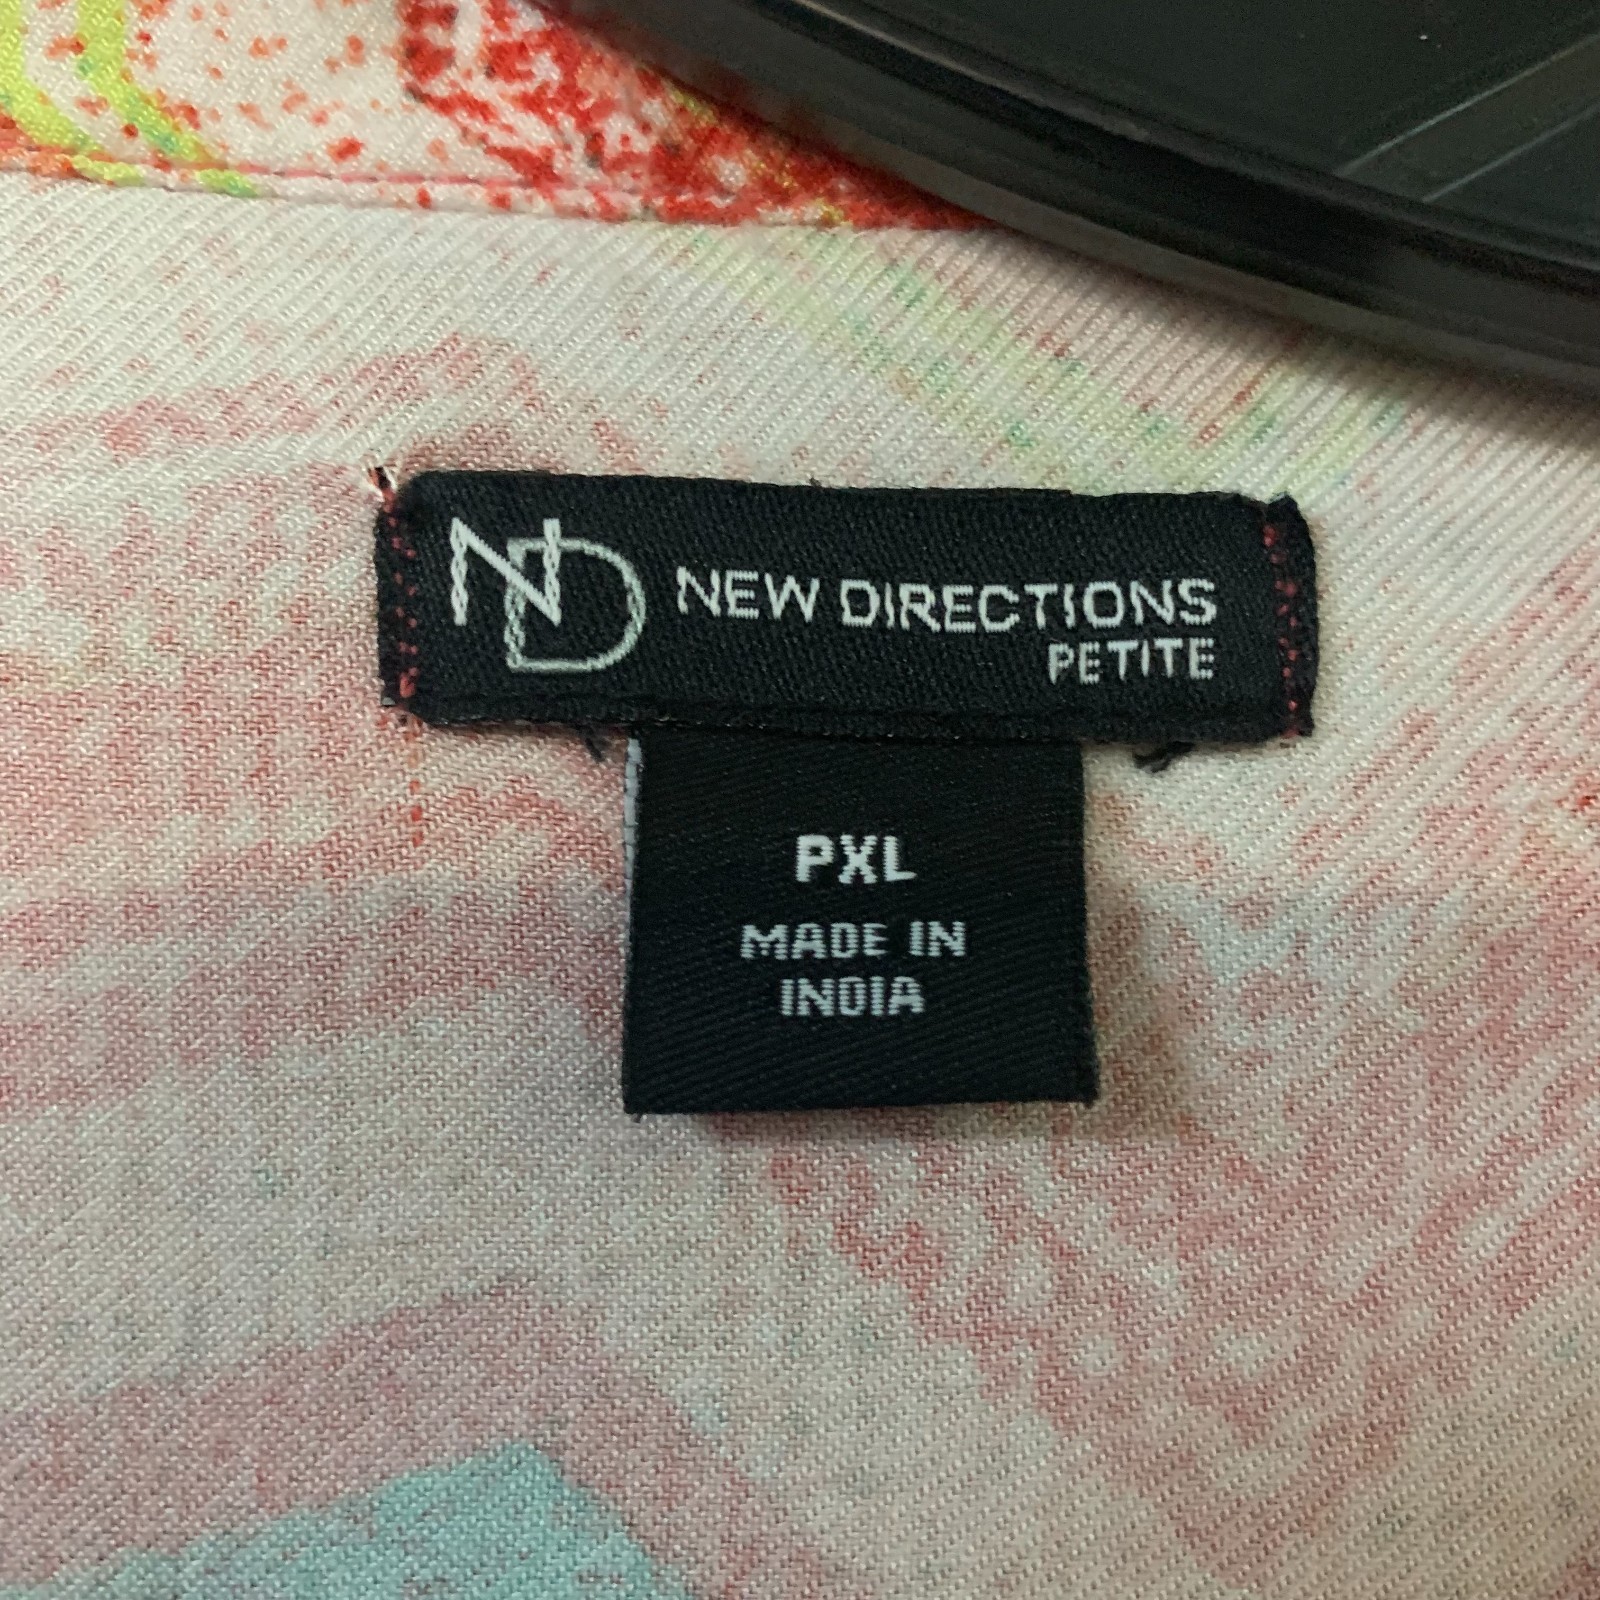 ND NEW DIRECTIONS
PETITE
PXL
MADE IN
INDIA